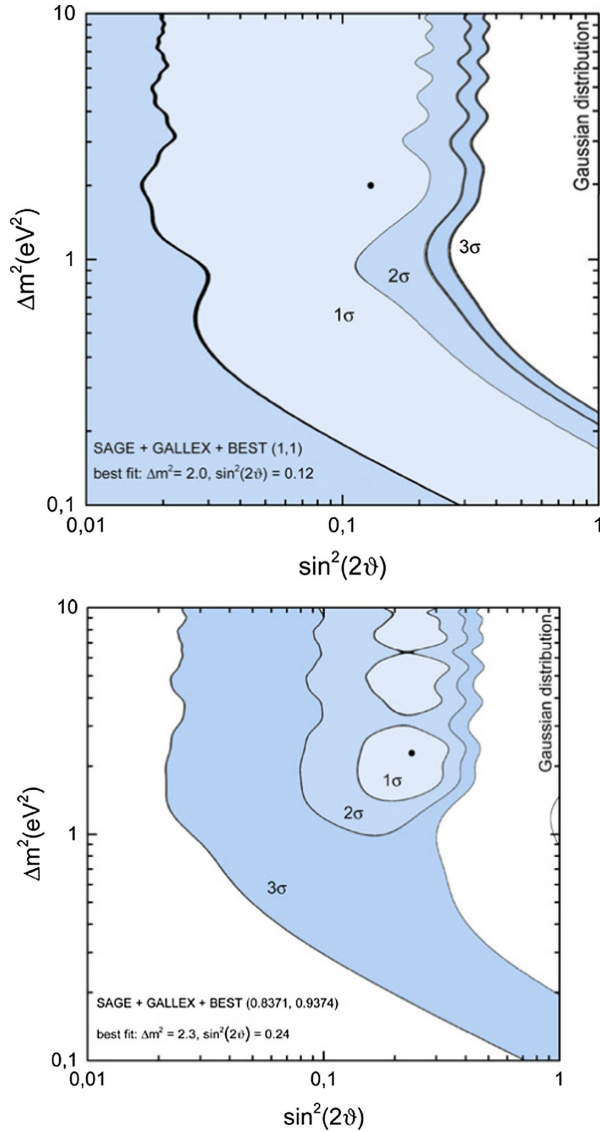 10
Gaussian distribution
Δm²(eV²)
1
3σ
2σ
1σ
SAGE + GALLEX + BEST (1,1)
best fit: Δm²= 2.0, sin²(2ϑ) = 0.12
0,1
0,01
0,1
1
sin²(2ϑ)
10
Gaussian distribution
Δm²(eV²)
1σ
2σ
1
3σ
SAGE + GALLEX + BEST (0.8371, 0.9374)
best fit: Δm² = 2.3, sin²(2ϑ) = 0.24
0,1
0,01
0,1
1
sin²(2ϑ)